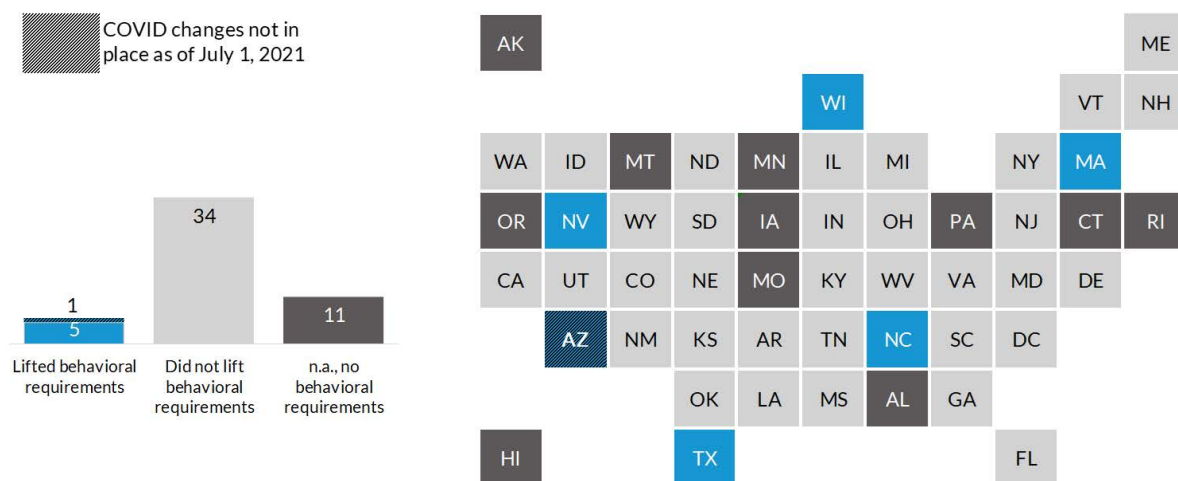 COVID changes not in
place as of July 1, 2021
1
5
34
11
Lifted behavioral
requirements
Did not lift
behavioral
requirements
n.a., no
behavioral
requirements
AK ME
WI VT NH
WA ID MT ND MN IL MI NY MA
OR NV WY SD IA IN OH PA NJ CT RI
CA UT CO NE MO KY WV VA MD DE
AZ NM KS AR TN NC SC DC
OK LA MS AL GA
HI TX FL